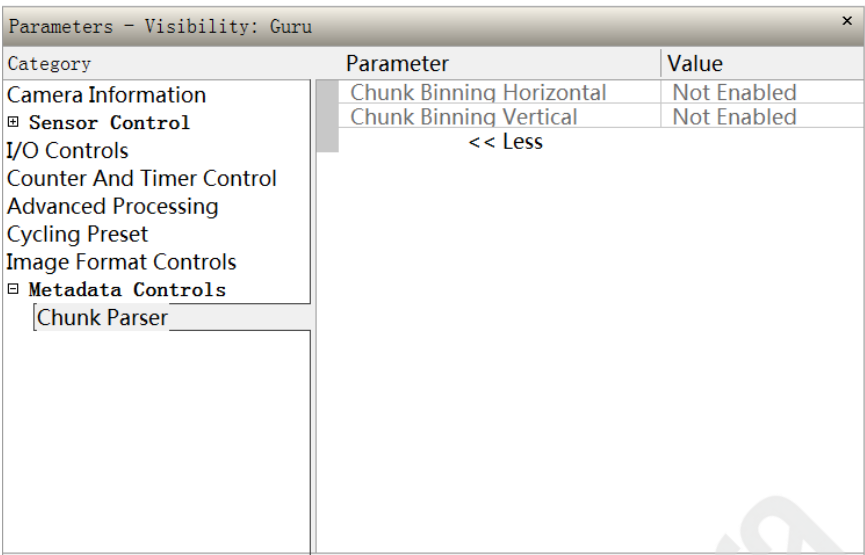 Parameters - Visibility: Guru ×
Category
Camera Information
⊞ Sensor Control
I/O Controls
Counter And Timer Control
Advanced Processing
Cycling Preset
Image Format Controls
⊟ Metadata Controls
Chunk Parser
Parameter Value
Chunk Binning Horizontal Not Enabled
Chunk Binning Vertical Not Enabled
<< Less